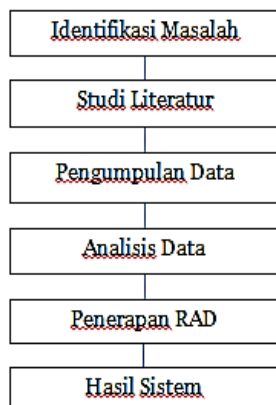 Identifikasi Masalah
Studi Literatur
Pengumpulan Data
Analisis Data
Penerapan RAD
Hasil Sistem